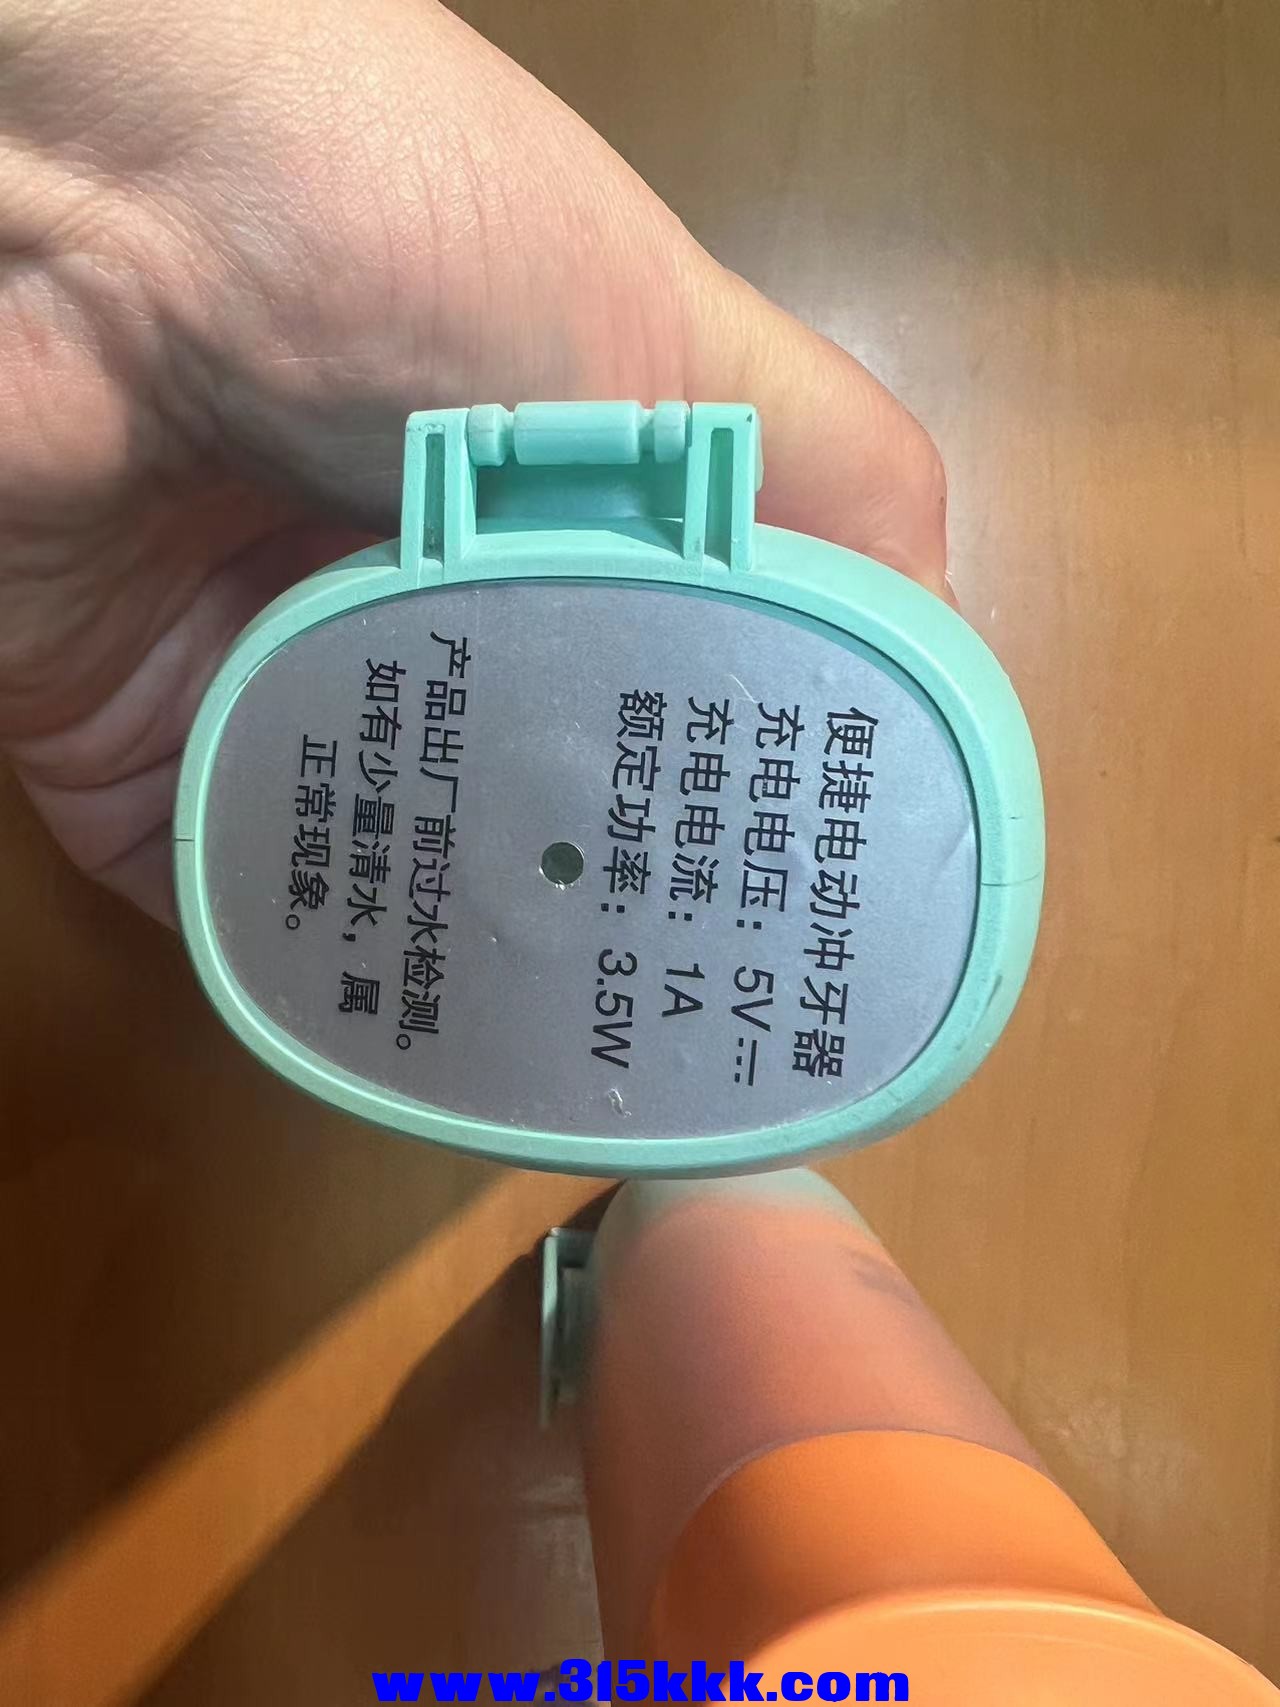 便捷电动冲牙器
充电电压：5V⎓
充电电流：1A
额定功率：3.5W
产品出厂前过水检测。
如有少量清水，属
正常现象。
www.315kkk.com